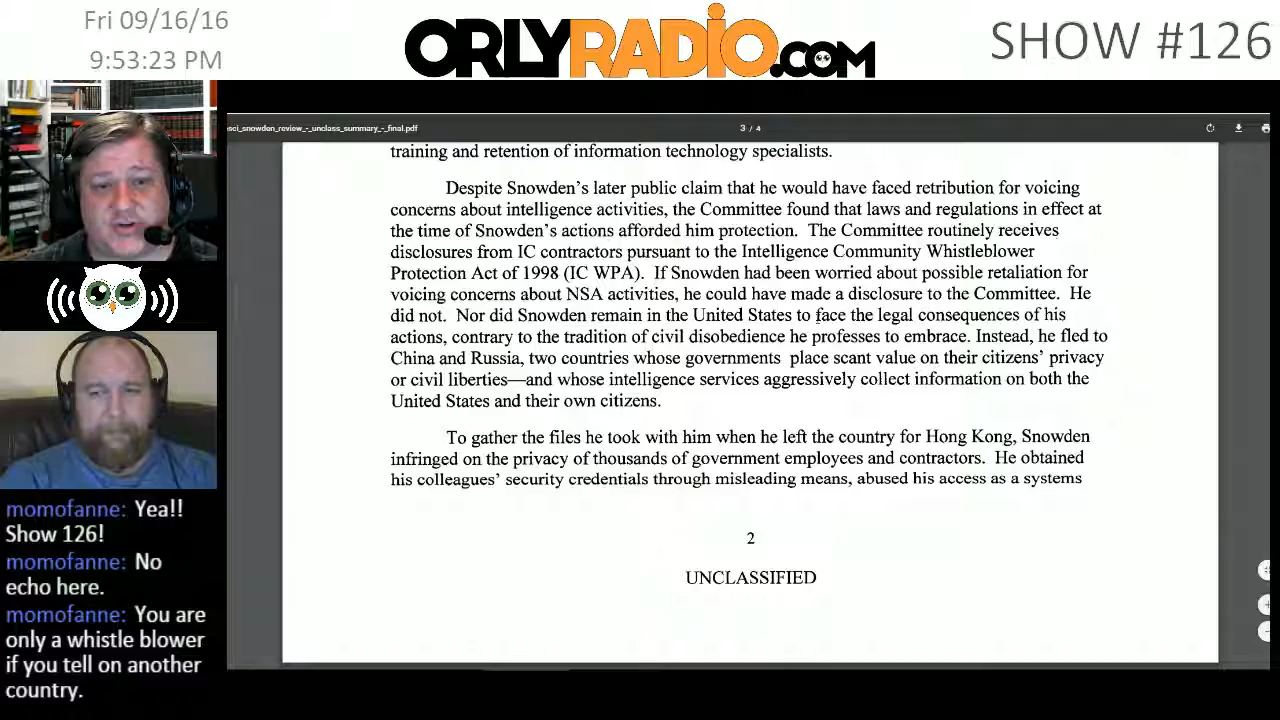 Fri 09/16/16
9:53:23 PM
ORLYRADiO.COM
SHOW #126
sci_snowden_review_-_unclass_summary_-_final.pdf
3 / 4
training and retention of information technology specialists.
Despite Snowden's later public claim that he would have faced retribution for voicing
concerns about intelligence activities, the Committee found that laws and regulations in effect at
the time of Snowden's actions afforded him protection. The Committee routinely receives
disclosures from IC contractors pursuant to the Intelligence Community Whistleblower
Protection Act of 1998 (IC WPA). If Snowden had been worried about possible retaliation for
voicing concerns about NSA activities, he could have made a disclosure to the Committee. He
did not. Nor did Snowden remain in the United States to face the legal consequences of his
actions, contrary to the tradition of civil disobedience he professes to embrace. Instead, he fled to
China and Russia, two countries whose governments place scant value on their citizens' privacy
or civil liberties—and whose intelligence services aggressively collect information on both the
United States and their own citizens.
To gather the files he took with him when he left the country for Hong Kong, Snowden
infringed on the privacy of thousands of government employees and contractors. He obtained
his colleagues' security credentials through misleading means, abused his access as a systems
2
UNCLASSIFIED
momofanne: Yea!!
Show 126!
momofanne: No
echo here.
momofanne: You are
only a whistle blower
if you tell on another
country.